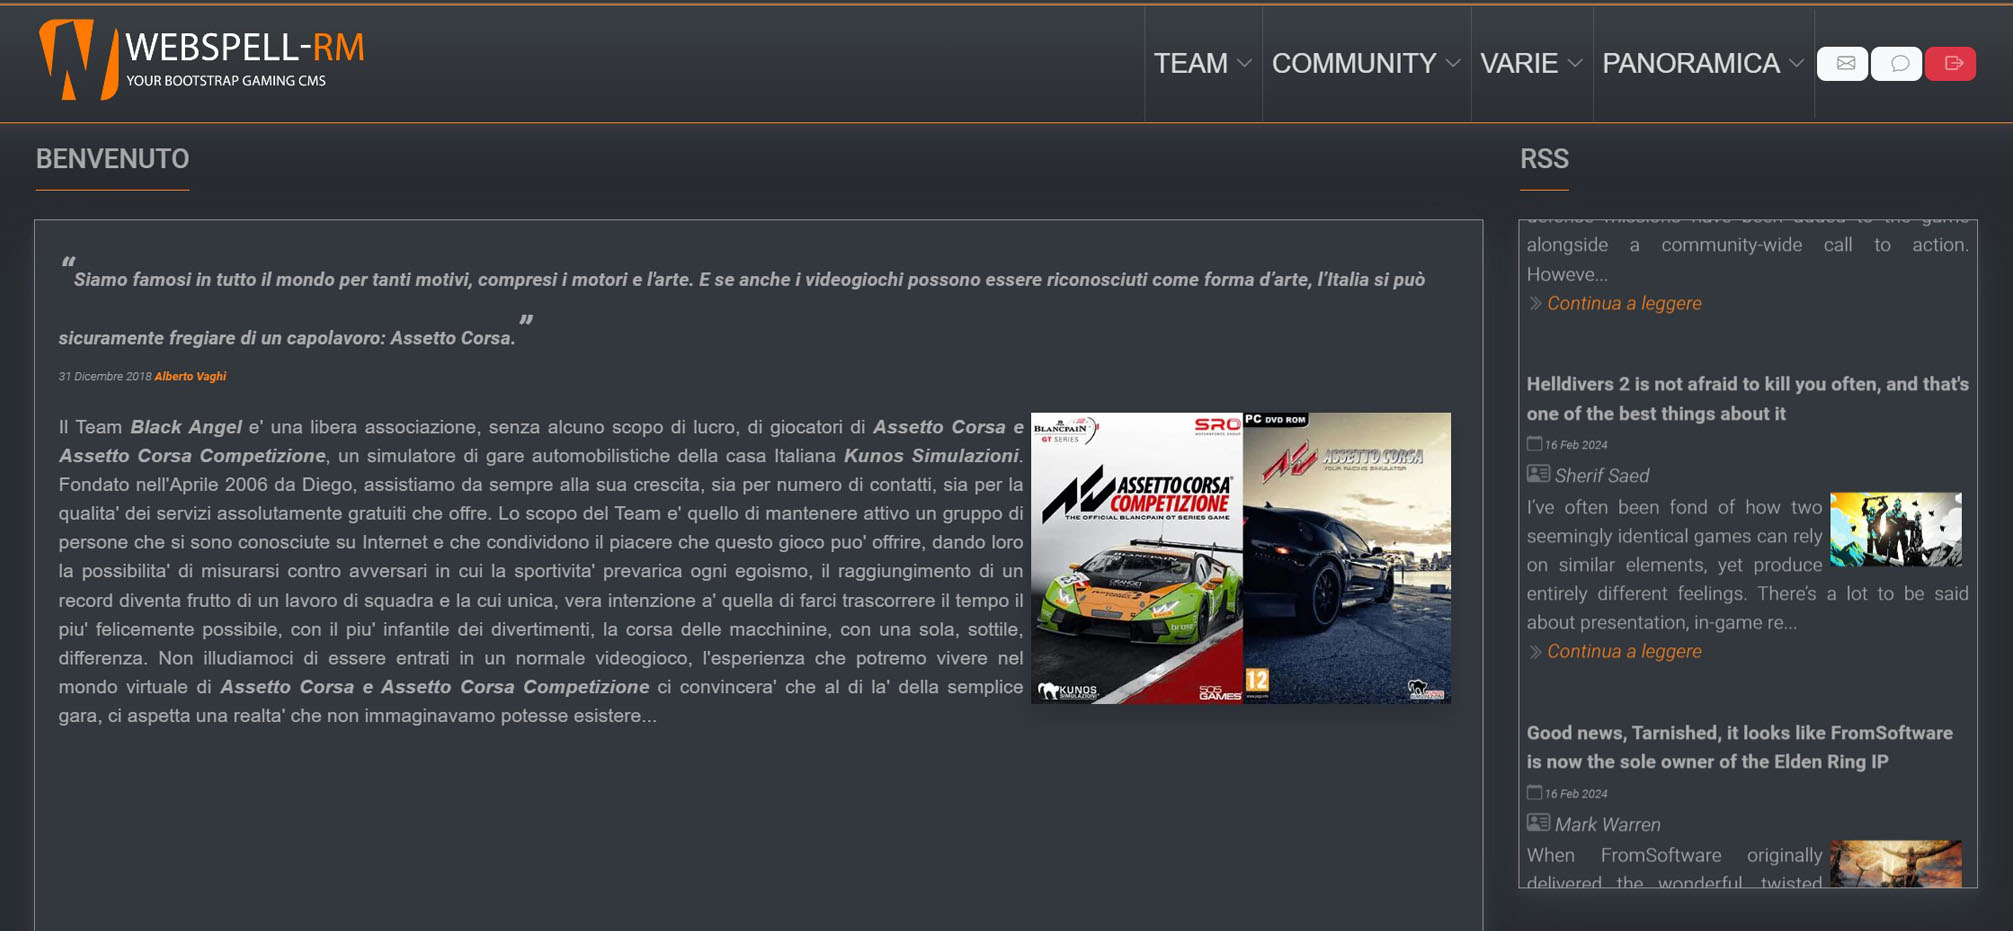 WEBSPELL-RM
YOUR BOOTSTRAP GAMING CMS
TEAM
COMMUNITY
VARIE
PANORAMICA
BENVENUTO
“Siamo famosi in tutto il mondo per tanti motivi, compresi i motori e l'arte. E se anche i videogiochi possono essere riconosciuti come forma d’arte, l’Italia si può
sicuramente fregiare di un capolavoro: Assetto Corsa.”
31 Dicembre 2018 Alberto Vaghi
Il Team Black Angel e' una libera associazione, senza alcuno scopo di lucro, di giocatori di Assetto Corsa e
Assetto Corsa Competizione, un simulatore di gare automobilistiche della casa Italiana Kunos Simulazioni.
Fondato nell'Aprile 2006 da Diego, assistiamo da sempre alla sua crescita, sia per numero di contatti, sia per la
qualita' dei servizi assolutamente gratuiti che offre. Lo scopo del Team e' quello di mantenere attivo un gruppo di
persone che si sono conosciute su Internet e che condividono il piacere che questo gioco puo' offrire, dando loro
la possibilita' di misurarsi contro avversari in cui la sportivita' prevarica ogni egoismo, il raggiungimento di un
record diventa frutto di un lavoro di squadra e la cui unica, vera intenzione a' quella di farci trascorrere il tempo il
piu' felicemente possibile, con il piu' infantile dei divertimenti, la corsa delle macchinine, con una sola, sottile,
differenza. Non illudiamoci di essere entrati in un normale videogioco, l'esperienza che potremo vivere nel
mondo virtuale di Assetto Corsa e Assetto Corsa Competizione ci convincera' che al di la' della semplice
gara, ci aspetta una realta' che non immaginavamo potesse esistere...
BLANCPAIN
GT SERIES
SRO
MOTORSPORTS GROUP
ASSETTO CORSA
COMPETIZIONE
THE OFFICIAL BLANCPAIN GT SERIES GAME
KUNOS
SIMULAZIONI
505
GAMES
PC DVD ROM
ASSETTO CORSA
YOUR RACING SIMULATOR
12
RSS
defense missions have been added to the game
alongside a community-wide call to action.
Howeve...
Continua a leggere
Helldivers 2 is not afraid to kill you often, and that's
one of the best things about it
16 Feb 2024
Sherif Saed
I’ve often been fond of how two
seemingly identical games can rely
on similar elements, yet produce
entirely different feelings. There’s a lot to be said
about presentation, in-game re...
Continua a leggere
Good news, Tarnished, it looks like FromSoftware
is now the sole owner of the Elden Ring IP
16 Feb 2024
Mark Warren
When FromSoftware originally
delivered the wonderful, twisted